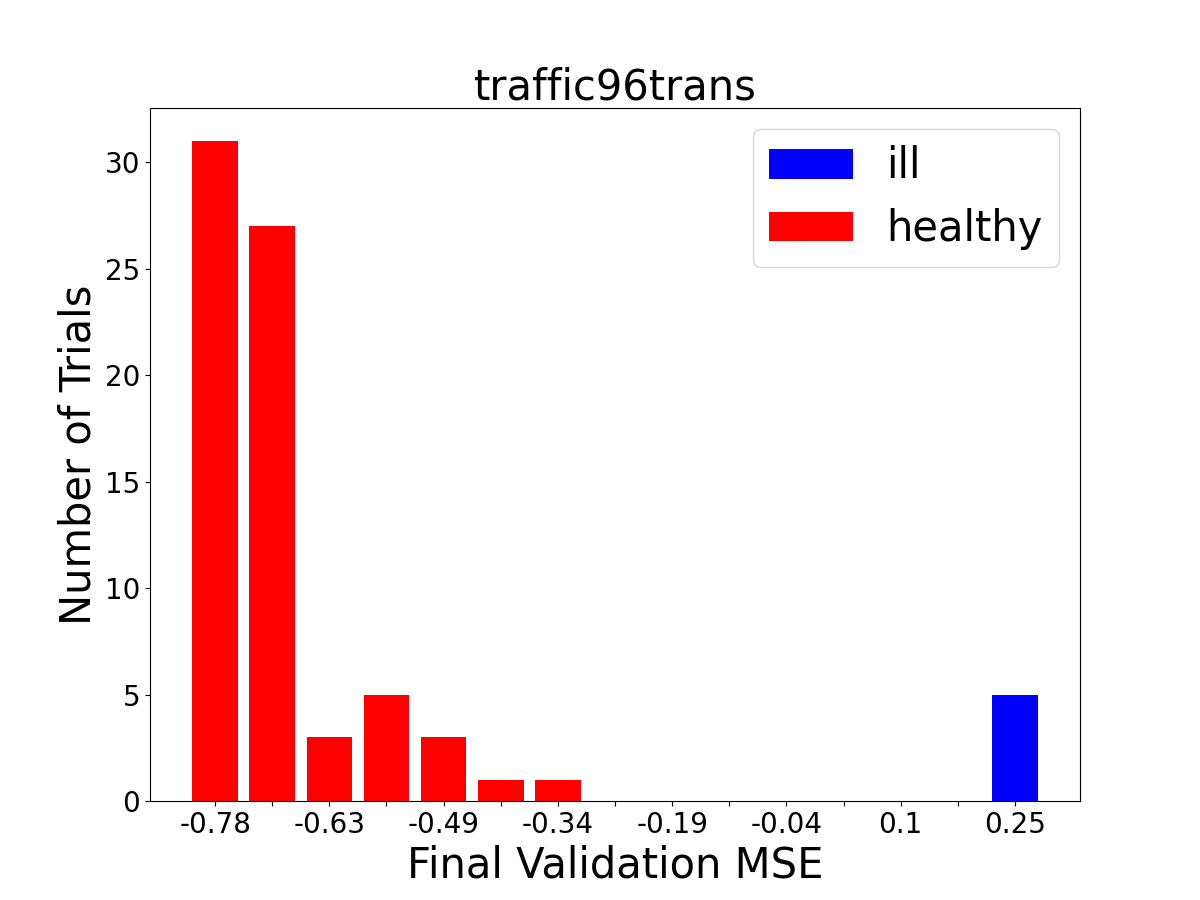 traffic96trans
ill
healthy
Number of Trials
30
25
20
15
10
5
0
-0.78 -0.63 -0.49 -0.34 -0.19 -0.04 0.1 0.25
Final Validation MSE